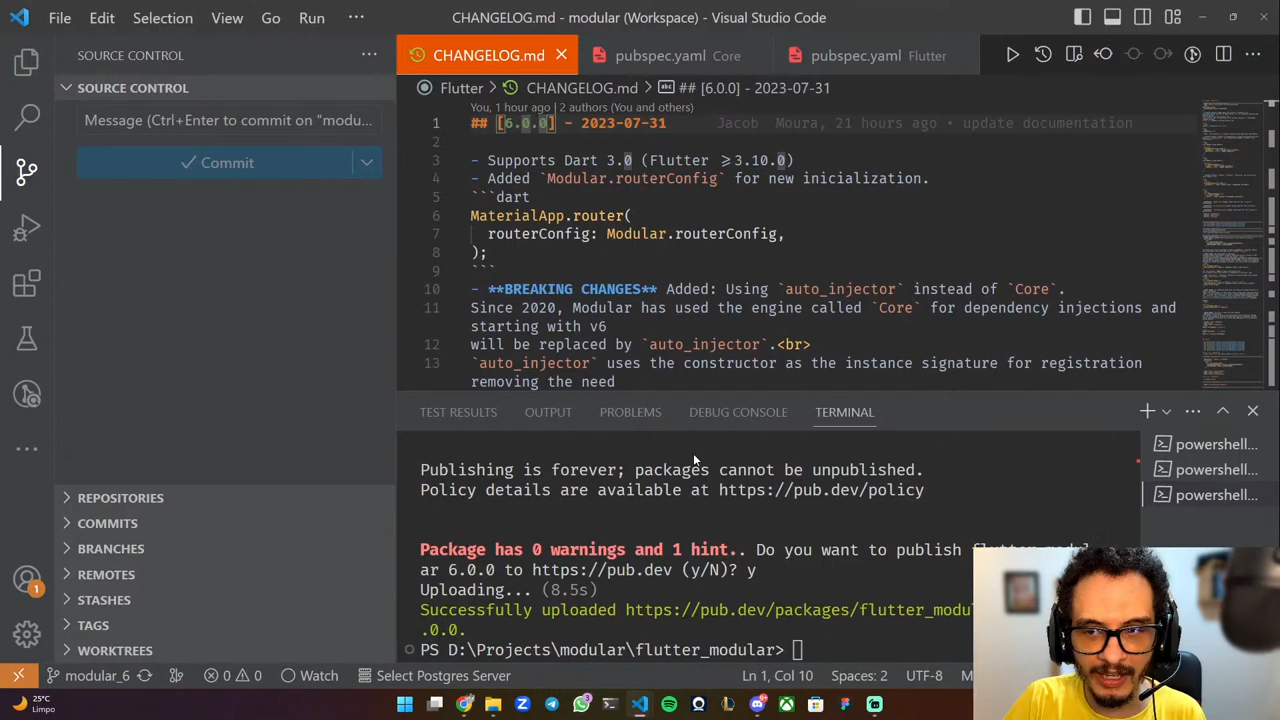 File Edit Selection View Go Run ···
CHANGELOG.md - modular (Workspace) - Visual Studio Code
SOURCE CONTROL
CHANGELOG.md
pubspec.yaml Core
pubspec.yaml Flutter
SOURCE CONTROL
Flutter > CHANGELOG.md > ## [6.0.0] - 2023-07-31
Message (Ctrl+Enter to commit on "modu...
Commit
You, 1 hour ago | 2 authors (You and others)
1 ## [6.0.0] - 2023-07-31 Jacob Moura, 21 hours ago · update documentation
2
3 - Supports Dart 3.0 (Flutter >=3.10.0)
4 - Added `Modular.routerConfig` for new inicialization.
5 ```dart
6 MaterialApp.router(
7 routerConfig: Modular.routerConfig,
8 );
9 ```
10 - **BREAKING CHANGES** Added: Using `auto_injector` instead of `Core`.
11 Since 2020, Modular has used the engine called `Core` for dependency injections and
starting with v6
12 will be replaced by `auto_injector`.<br>
13 `auto_injector` uses the constructor as the instance signature for registration
removing the need
TEST RESULTS OUTPUT PROBLEMS DEBUG CONSOLE TERMINAL
Publishing is forever; packages cannot be unpublished.
Policy details are available at https://pub.dev/policy
Package has 0 warnings and 1 hint.. Do you want to publish flutter_modul
ar 6.0.0 to https://pub.dev (y/N)? y
Uploading... (8.5s)
Successfully uploaded https://pub.dev/packages/flutter_modu
.0.0.
PS D:\Projects\modular\flutter_modular>
powershell...
powershell...
powershell...
REPOSITORIES
COMMITS
BRANCHES
REMOTES
STASHES
TAGS
WORKTREES
1
modular_6
0 0
Watch
Select Postgres Server
Ln 1, Col 10
Spaces: 2
UTF-8
25°C
Limpo
3